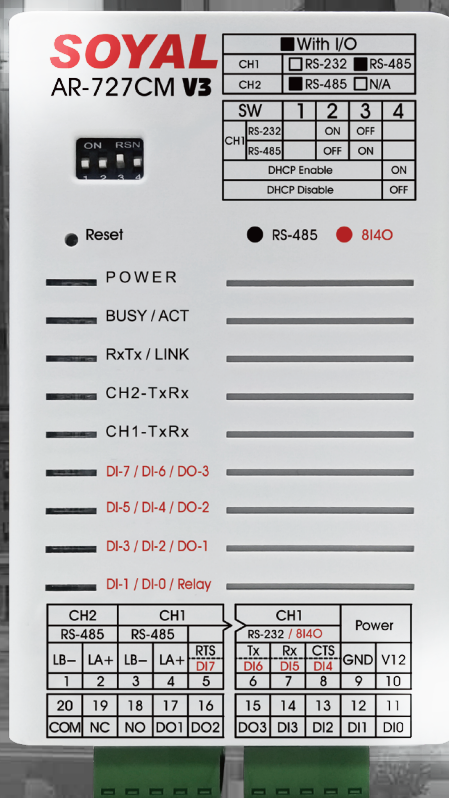 SOYAL
AR-727CM V3
With I/O
CH1 RS-232 RS-485
CH2 RS-485 N/A
SW 1 2 3 4
CH1 RS-232 ON OFF
RS-485 OFF ON
DHCP Enable ON
DHCP Disable OFF
ON RSN
1 2 3 4
Reset
RS-485 8I4O
POWER
BUSY / ACT
RxTx / LINK
CH2-TxRx
CH1-TxRx
DI-7 / DI-6 / DO-3
DI-5 / DI-4 / DO-2
DI-3 / DI-2 / DO-1
DI-1 / DI-0 / Relay
CH2 CH1 CH1 Power
RS-485 RS-485 RS-232 / 8I4O
RTS Tx Rx CTS
LB- LA+ LB- LA+ DI7 DI6 DI5 DI4 GND V12
1 2 3 4 5 6 7 8 9 10
20 19 18 17 16 15 14 13 12 11
COM NC NO DO1 DO2 DO3 DI3 DI2 DI1 DI0